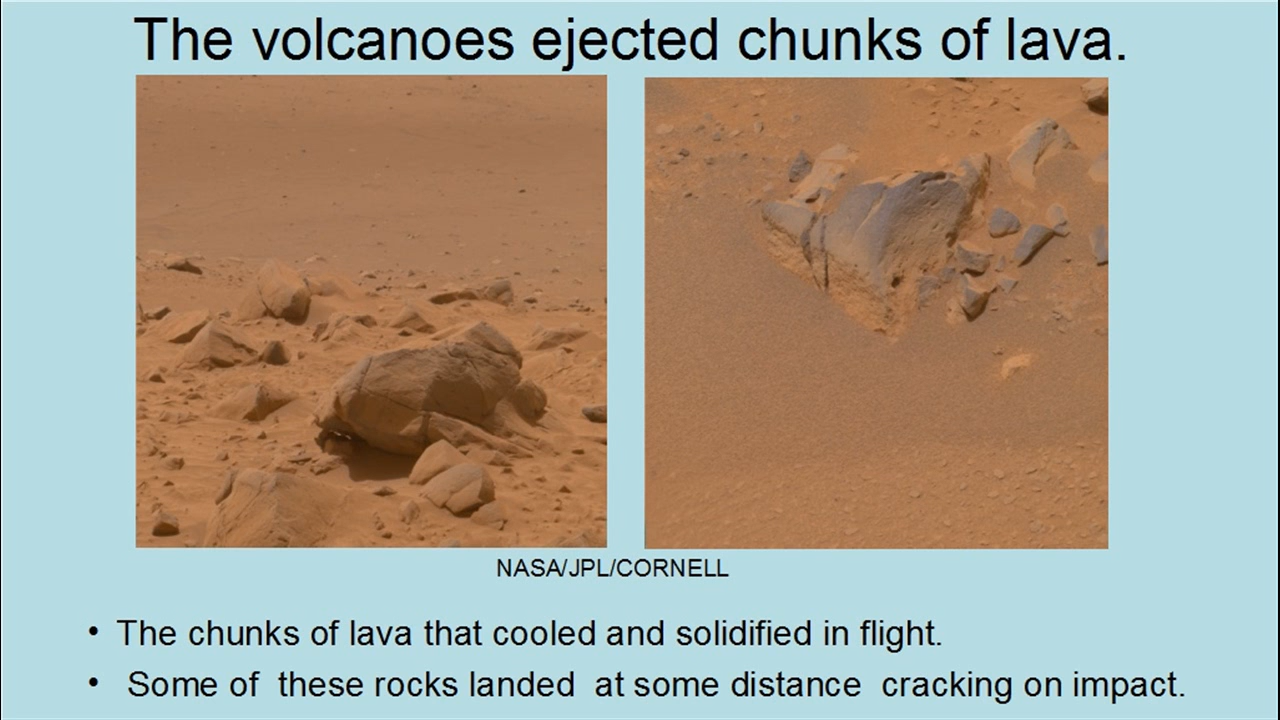 The volcanoes ejected chunks of lava.
NASA/JPL/CORNELL
• The chunks of lava that cooled and solidified in flight.
• Some of these rocks landed at some distance cracking on impact.